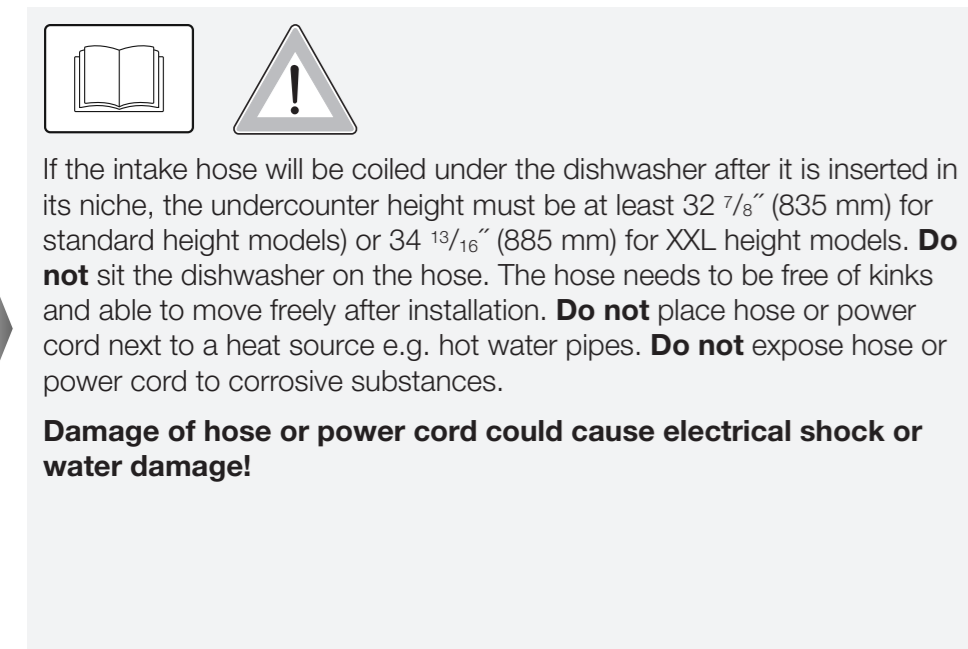 If the intake hose will be coiled under the dishwasher after it is inserted in
its niche, the undercounter height must be at least 32 7/8˝ (835 mm) for
standard height models) or 34 13/16˝ (885 mm) for XXL height models. Do
not sit the dishwasher on the hose. The hose needs to be free of kinks
and able to move freely after installation. Do not place hose or power
cord next to a heat source e.g. hot water pipes. Do not expose hose or
power cord to corrosive substances.
Damage of hose or power cord could cause electrical shock or
water damage!